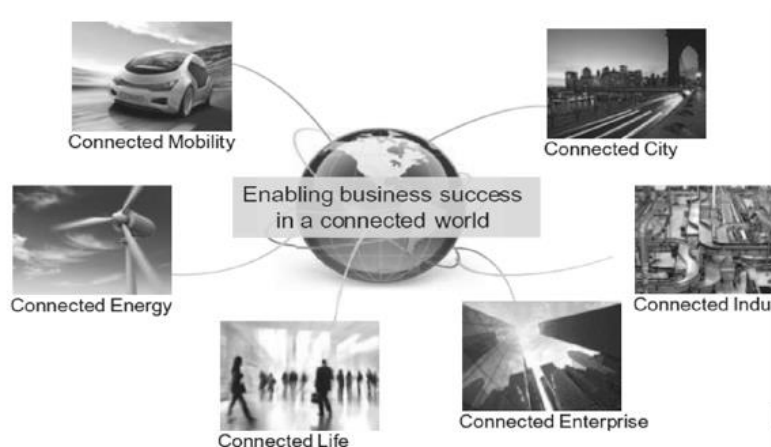 Connected Mobility
Connected City
Enabling business success
in a connected world
Connected Energy
Connected Indu
Connected Life
Connected Enterprise